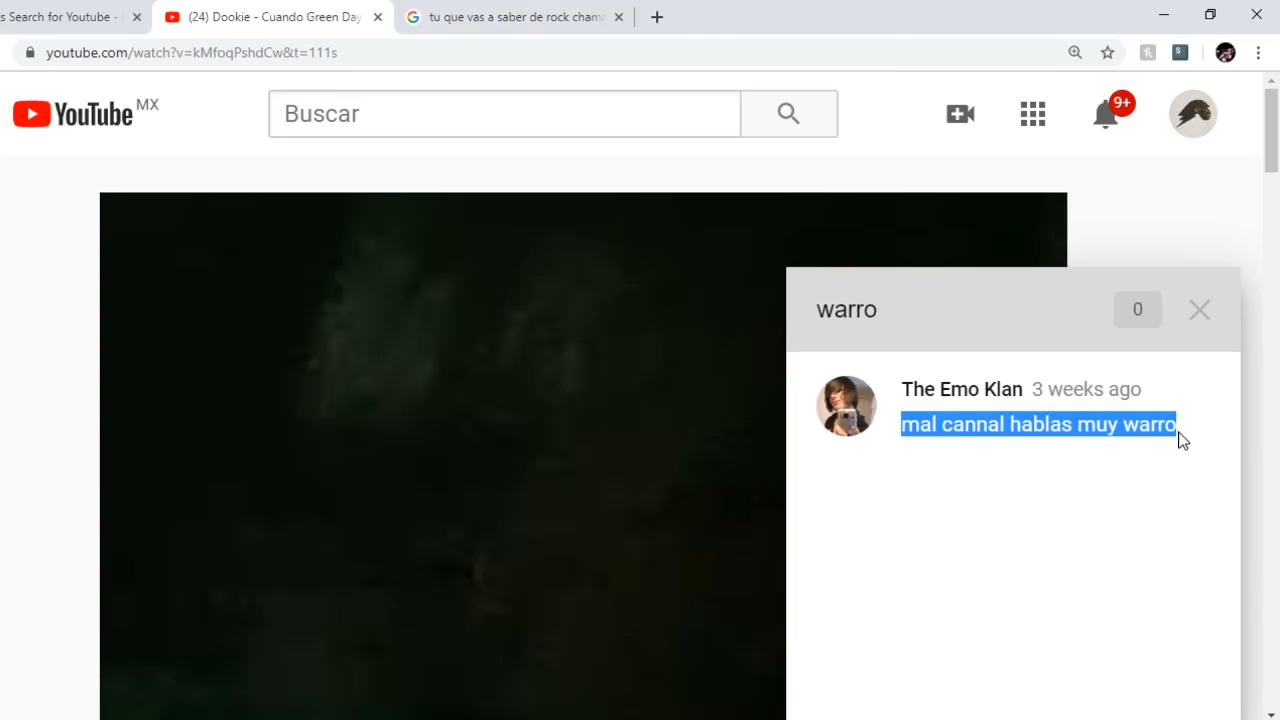 s Search for Youtube -
(24) Dookie - Cuando Green Day
tu que vas a saber de rock chama
youtube.com/watch?v=kMfoqPshdCw&t=111s
YouTube MX
Buscar
9+
warro
0
The Emo Klan 3 weeks ago
mal cannal hablas muy warro